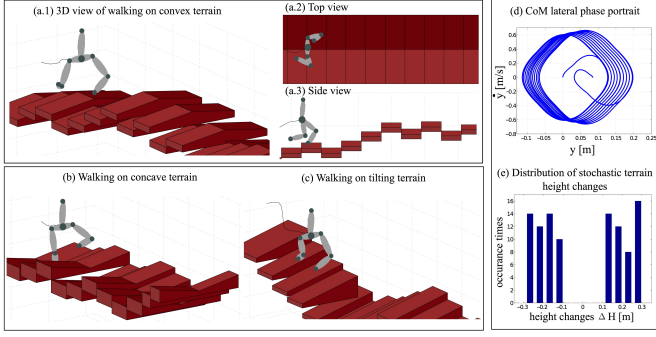 (a.1) 3D view of walking on convex terrain
(a.2) Top view
(a.3) Side view
(b) Walking on concave terrain
(c) Walking on tilting terrain
(d) CoM lateral phase portrait
0.6
0.4
0.2
0
-0.2
-0.4
-0.6
-0.8
ẏ [m/s]
-0.1 -0.05 0 0.05 0.1 0.15 0.2 0.25
y [m]
(e) Distribution of stochastic terrain
height changes
16
14
12
10
8
6
4
2
0
occurance times
-0.3 -0.2 -0.1 0 0.1 0.2 0.3
height changes Δ H [m]